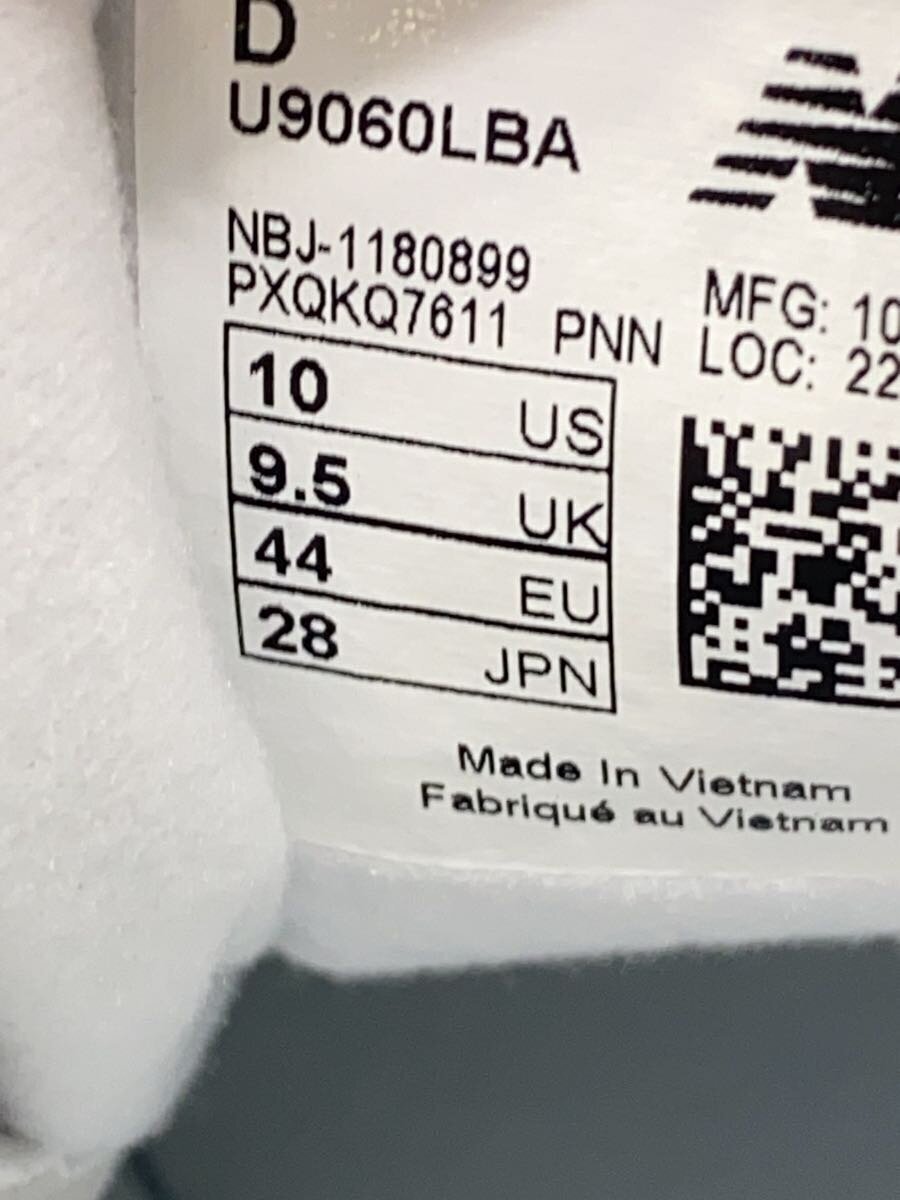 D
U9060LBA
NBJ-1180899
PXQKQ7611 PNN
MFG: 10
LOC: 22
10 US
9.5 UK
44 EU
28 JPN
Made In Vietnam
Fabriqué au Vietnam